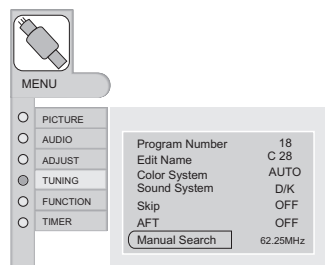 MENU
PICTURE
AUDIO
ADJUST
TUNING
FUNCTION
TIMER
Program Number 18
Edit Name C 28
Color System AUTO
Sound System D/K
Skip OFF
AFT OFF
Manual Search 62.25MHz